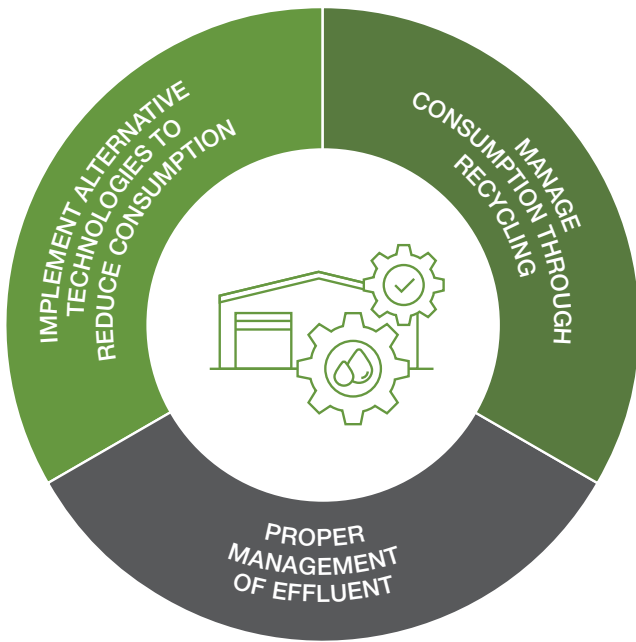 IMPLEMENT ALTERNATIVE
TECHNOLOGIES TO
REDUCE CONSUMPTION
MANAGE
CONSUMPTION THROUGH
RECYCLING
PROPER
MANAGEMENT
OF EFFLUENT